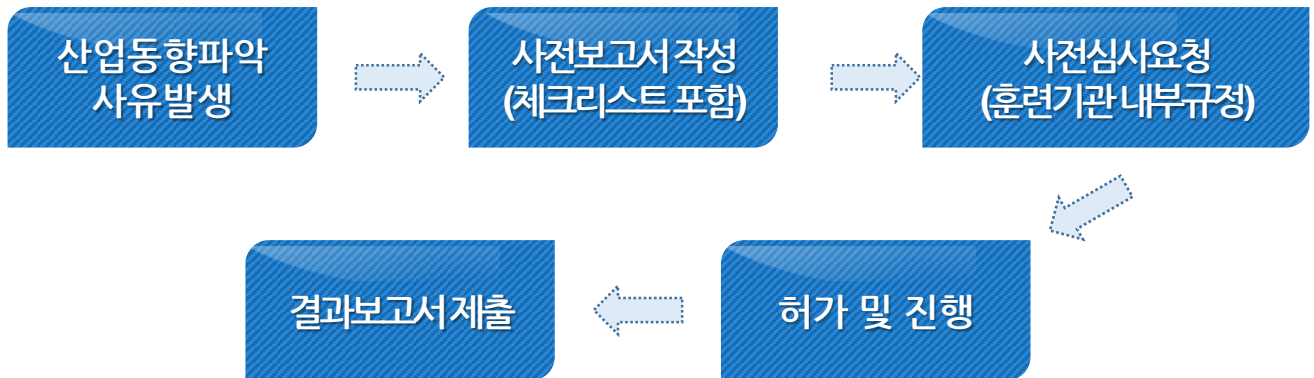 산업동향파악
사유발생
사전보고서 작성
(체크리스트 포함)
사전심사요청
(훈련기관 내부규정)
허가 및 진행
결과보고서 제출